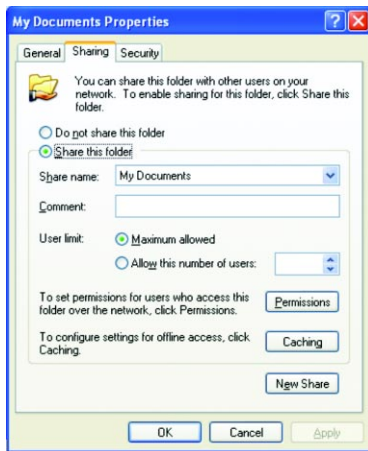 My Documents Properties
General Sharing Security
You can share this folder with other users on your
network. To enable sharing for this folder, click Share this
folder.
Do not share this folder
Share this folder
Share name: My Documents
Comment:
User limit: Maximum allowed
Allow this number of users:
To set permissions for users who access this
folder over the network, click Permissions.
Permissions
To configure settings for offline access, click
Caching.
Caching
New Share
OK Cancel Apply